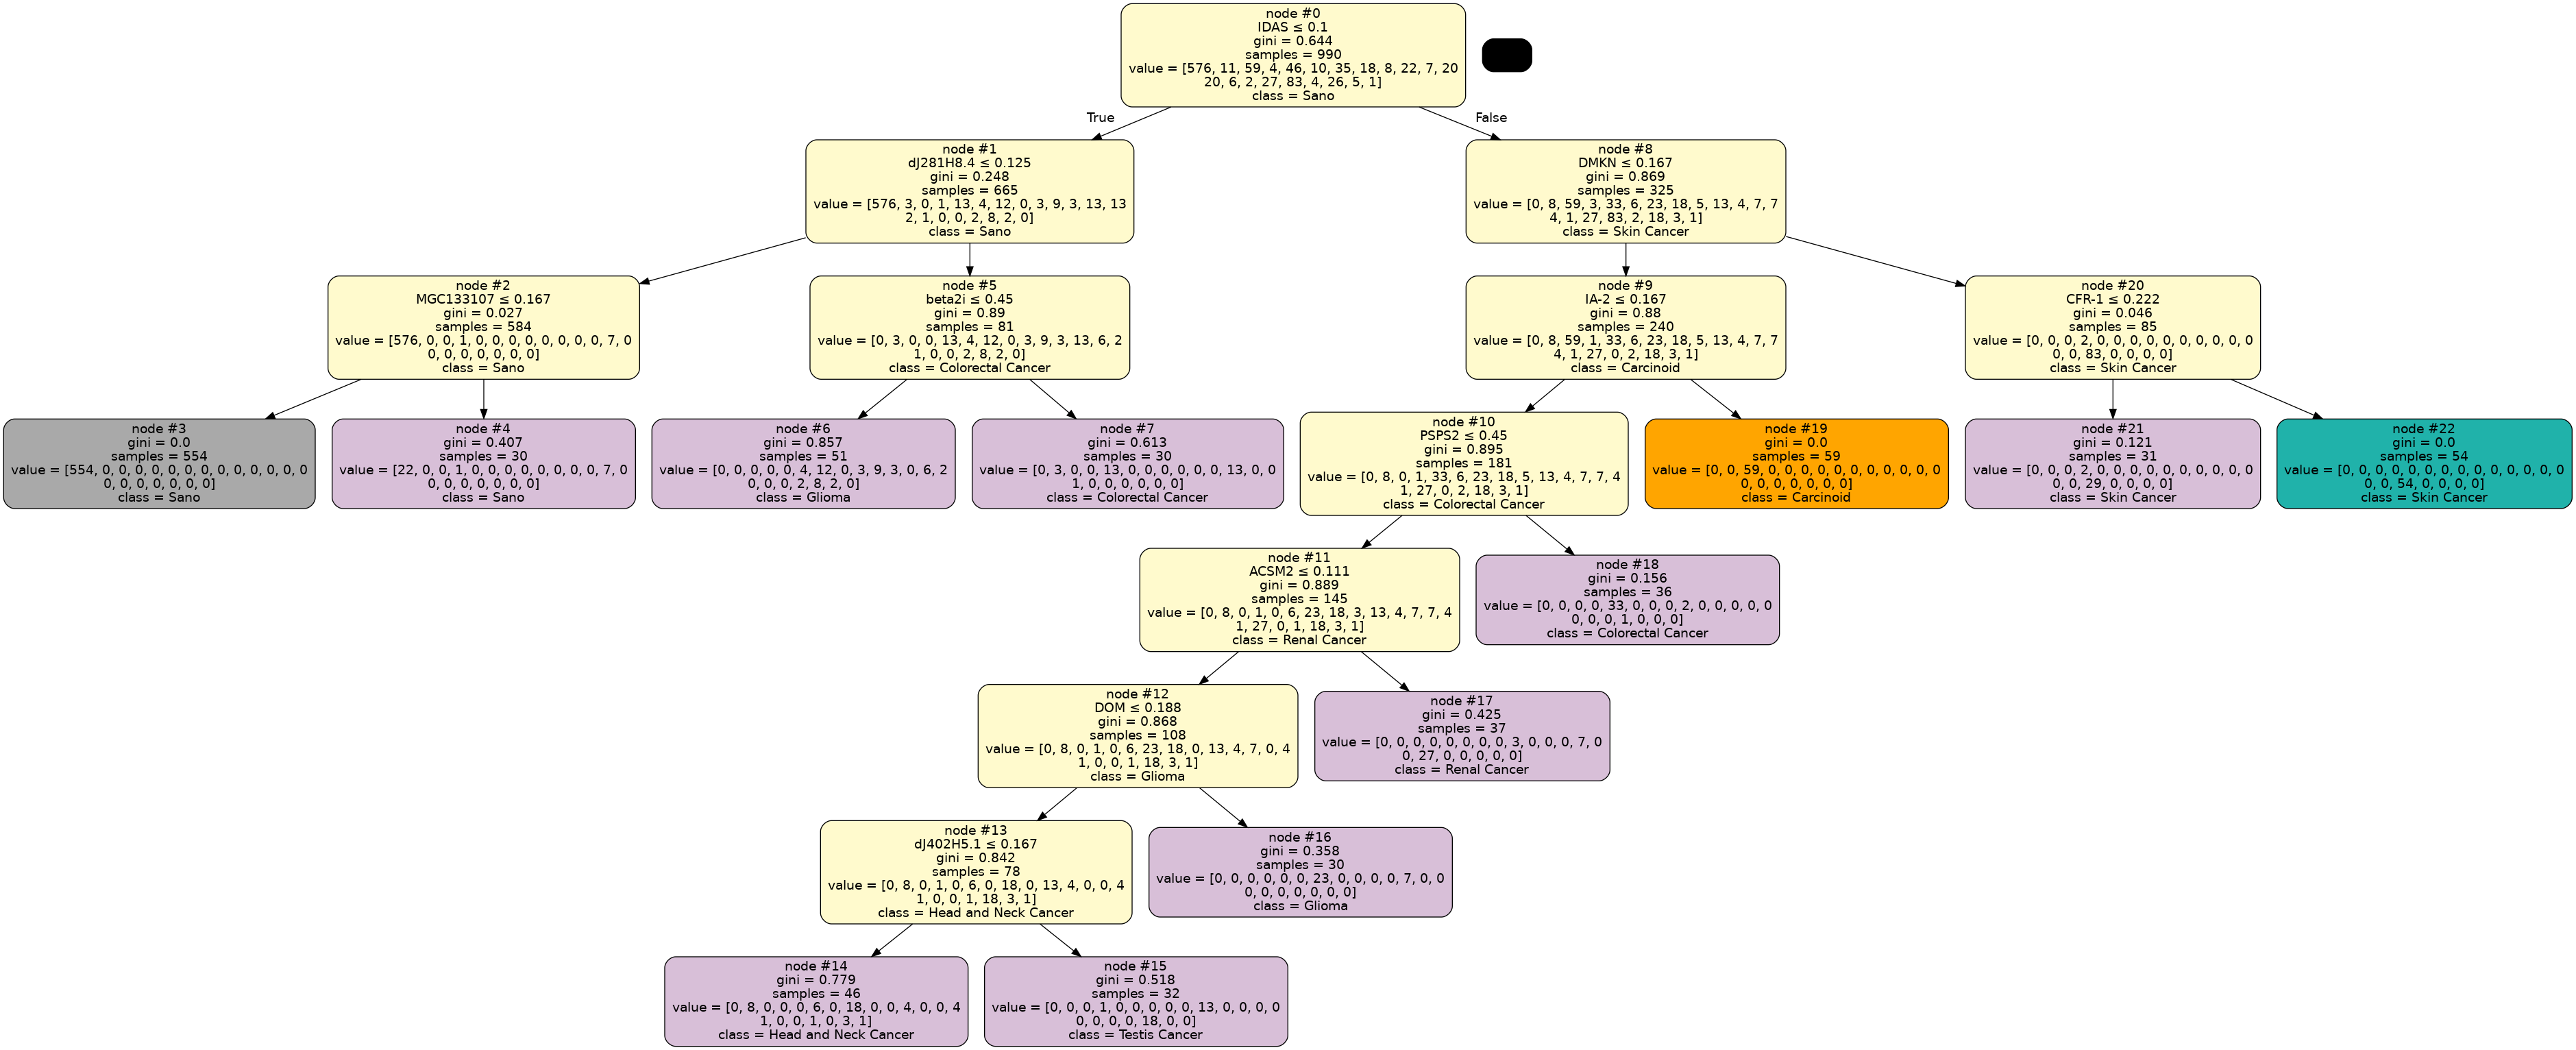 node #0
IDAS ≤ 0.1
gini = 0.644
samples = 990
value = [576, 11, 59, 4, 46, 10, 35, 18, 8, 22, 7, 20
20, 6, 2, 27, 83, 4, 26, 5, 1]
class = Sano
True
False
node #1
dJ281H8.4 ≤ 0.125
gini = 0.248
samples = 665
value = [576, 3, 0, 1, 13, 4, 12, 0, 3, 9, 3, 13, 13
2, 1, 0, 0, 2, 8, 2, 0]
class = Sano
node #8
DMKN ≤ 0.167
gini = 0.869
samples = 325
value = [0, 8, 59, 3, 33, 6, 23, 18, 5, 13, 4, 7, 7
4, 1, 27, 83, 2, 18, 3, 1]
class = Skin Cancer
node #2
MGC133107 ≤ 0.167
gini = 0.027
samples = 584
value = [576, 0, 0, 1, 0, 0, 0, 0, 0, 0, 0, 0, 7, 0
0, 0, 0, 0, 0, 0, 0]
class = Sano
node #5
beta2i ≤ 0.45
gini = 0.89
samples = 81
value = [0, 3, 0, 0, 13, 4, 12, 0, 3, 9, 3, 13, 6, 2
1, 0, 0, 2, 8, 2, 0]
class = Colorectal Cancer
node #9
IA-2 ≤ 0.167
gini = 0.88
samples = 240
value = [0, 8, 59, 1, 33, 6, 23, 18, 5, 13, 4, 7, 7
4, 1, 27, 0, 2, 18, 3, 1]
class = Carcinoid
node #20
CFR-1 ≤ 0.222
gini = 0.046
samples = 85
value = [0, 0, 0, 2, 0, 0, 0, 0, 0, 0, 0, 0, 0, 0
0, 0, 83, 0, 0, 0, 0]
class = Skin Cancer
node #3
gini = 0.0
samples = 554
value = [554, 0, 0, 0, 0, 0, 0, 0, 0, 0, 0, 0, 0, 0
0, 0, 0, 0, 0, 0, 0]
class = Sano
node #4
gini = 0.407
samples = 30
value = [22, 0, 0, 1, 0, 0, 0, 0, 0, 0, 0, 0, 7, 0
0, 0, 0, 0, 0, 0, 0]
class = Sano
node #6
gini = 0.857
samples = 51
value = [0, 0, 0, 0, 0, 4, 12, 0, 3, 9, 3, 0, 6, 2
0, 0, 0, 2, 8, 2, 0]
class = Glioma
node #7
gini = 0.613
samples = 30
value = [0, 3, 0, 0, 13, 0, 0, 0, 0, 0, 0, 13, 0, 0
1, 0, 0, 0, 0, 0, 0]
class = Colorectal Cancer
node #10
PSPS2 ≤ 0.45
gini = 0.895
samples = 181
value = [0, 8, 0, 1, 33, 6, 23, 18, 5, 13, 4, 7, 7, 4
1, 27, 0, 2, 18, 3, 1]
class = Colorectal Cancer
node #19
gini = 0.0
samples = 59
value = [0, 0, 59, 0, 0, 0, 0, 0, 0, 0, 0, 0, 0, 0
0, 0, 0, 0, 0, 0, 0]
class = Carcinoid
node #21
gini = 0.121
samples = 31
value = [0, 0, 0, 2, 0, 0, 0, 0, 0, 0, 0, 0, 0, 0
0, 0, 29, 0, 0, 0, 0]
class = Skin Cancer
node #22
gini = 0.0
samples = 54
value = [0, 0, 0, 0, 0, 0, 0, 0, 0, 0, 0, 0, 0, 0
0, 0, 54, 0, 0, 0, 0]
class = Skin Cancer
node #11
ACSM2 ≤ 0.111
gini = 0.889
samples = 145
value = [0, 8, 0, 1, 0, 6, 23, 18, 3, 13, 4, 7, 7, 4
1, 27, 0, 1, 18, 3, 1]
class = Renal Cancer
node #18
gini = 0.156
samples = 36
value = [0, 0, 0, 0, 33, 0, 0, 0, 2, 0, 0, 0, 0, 0
0, 0, 0, 1, 0, 0, 0]
class = Colorectal Cancer
node #12
DOM ≤ 0.188
gini = 0.868
samples = 108
value = [0, 8, 0, 1, 0, 6, 23, 18, 0, 13, 4, 7, 0, 4
1, 0, 0, 1, 18, 3, 1]
class = Glioma
node #17
gini = 0.425
samples = 37
value = [0, 0, 0, 0, 0, 0, 0, 0, 3, 0, 0, 0, 7, 0
0, 27, 0, 0, 0, 0, 0]
class = Renal Cancer
node #13
dJ402H5.1 ≤ 0.167
gini = 0.842
samples = 78
value = [0, 8, 0, 1, 0, 6, 0, 18, 0, 13, 4, 0, 0, 4
1, 0, 0, 1, 18, 3, 1]
class = Head and Neck Cancer
node #16
gini = 0.358
samples = 30
value = [0, 0, 0, 0, 0, 0, 23, 0, 0, 0, 0, 7, 0, 0
0, 0, 0, 0, 0, 0, 0]
class = Glioma
node #14
gini = 0.779
samples = 46
value = [0, 8, 0, 0, 0, 6, 0, 18, 0, 0, 4, 0, 0, 4
1, 0, 0, 1, 0, 3, 1]
class = Head and Neck Cancer
node #15
gini = 0.518
samples = 32
value = [0, 0, 0, 1, 0, 0, 0, 0, 0, 13, 0, 0, 0, 0
0, 0, 0, 0, 18, 0, 0]
class = Testis Cancer